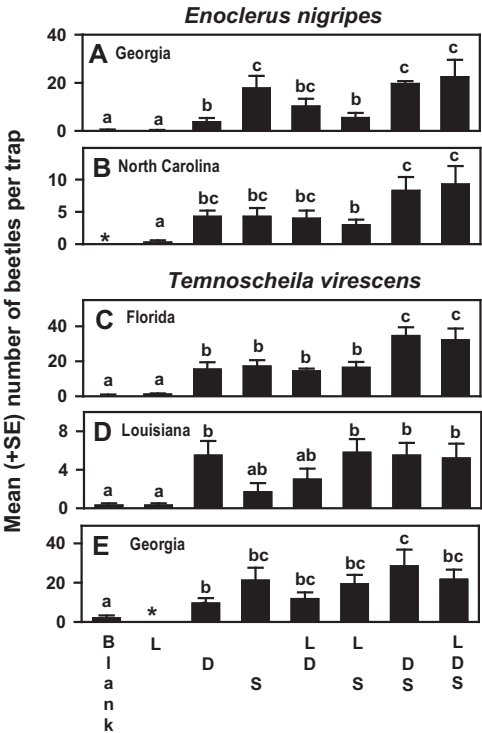 Enoclerus nigripes
Mean (+SE) number of beetles per trap
A Georgia
40
20
0
a a b c bc b c c
B North Carolina
10
5
0
* a bc bc bc b c c
Temnoscheila virescens
C Florida
40
20
0
a a b b b b c c
D Louisiana
8
4
0
a a b ab ab b b b
E Georgia
40
20
0
a * b bc bc bc c bc
Blank
L
D
S
L
D
L
S
D
S
L
D
S